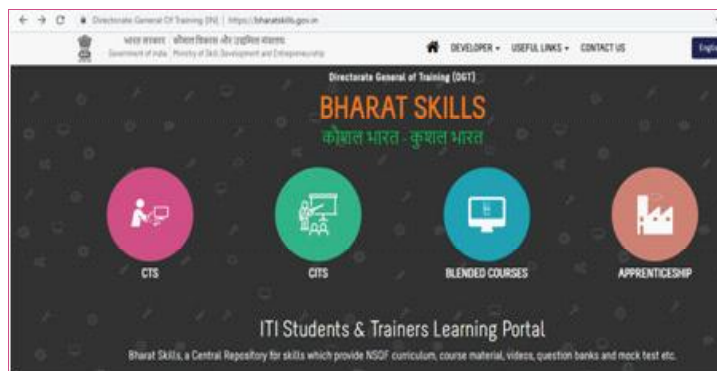 Directorate General Of Training [IN] | https://bharatskills.gov.in
भारत सरकार | कौशल विकास और उद्यमिता मंत्रालय
Government of India | Ministry of Skill Development and Entrepreneurship
DEVELOPER
USEFUL LINKS
CONTACT US
Directorate General of Training (DGT)
BHARAT SKILLS
कौशल भारत - कुशल भारत
CTS
CITS
BLENDED COURSES
APPRENTICESHIP
ITI Students & Trainers Learning Portal
Bharat Skills, a Central Repository for skills which provide NSQF curriculum, course material, videos, question banks and mock test etc.